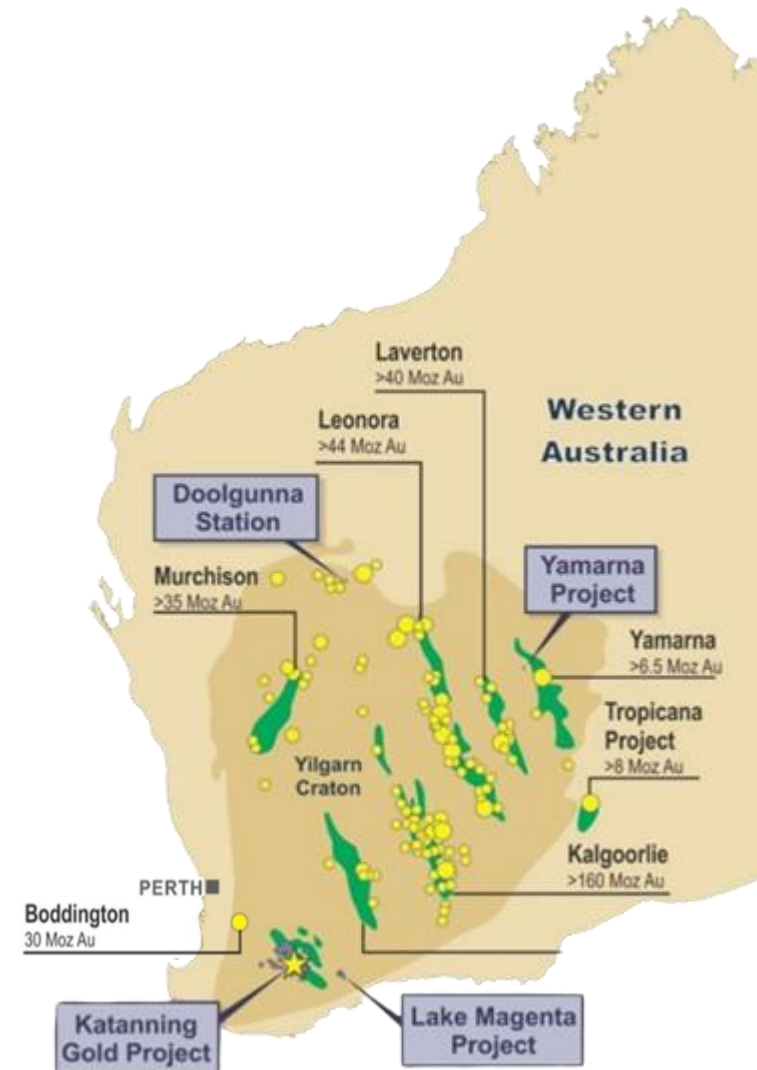 Laverton
>40 Moz Au
Leonora
>44 Moz Au
Western
Australia
Doolgunna
Station
Murchison
>35 Moz Au
Yamarna
Project
Yamarna
>6.5 Moz Au
Tropicana
Project
>8 Moz Au
Yilgarn
Craton
Kalgoorlie
>160 Moz Au
PERTH
Boddington
30 Moz Au
Katanning
Gold Project
Lake Magenta
Project